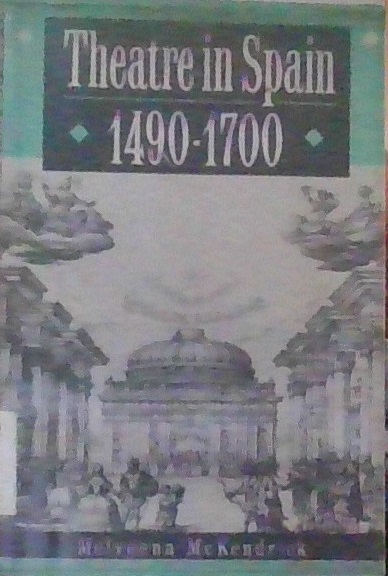 Theatre in Spain
1490-1700
Melveena McKendrick